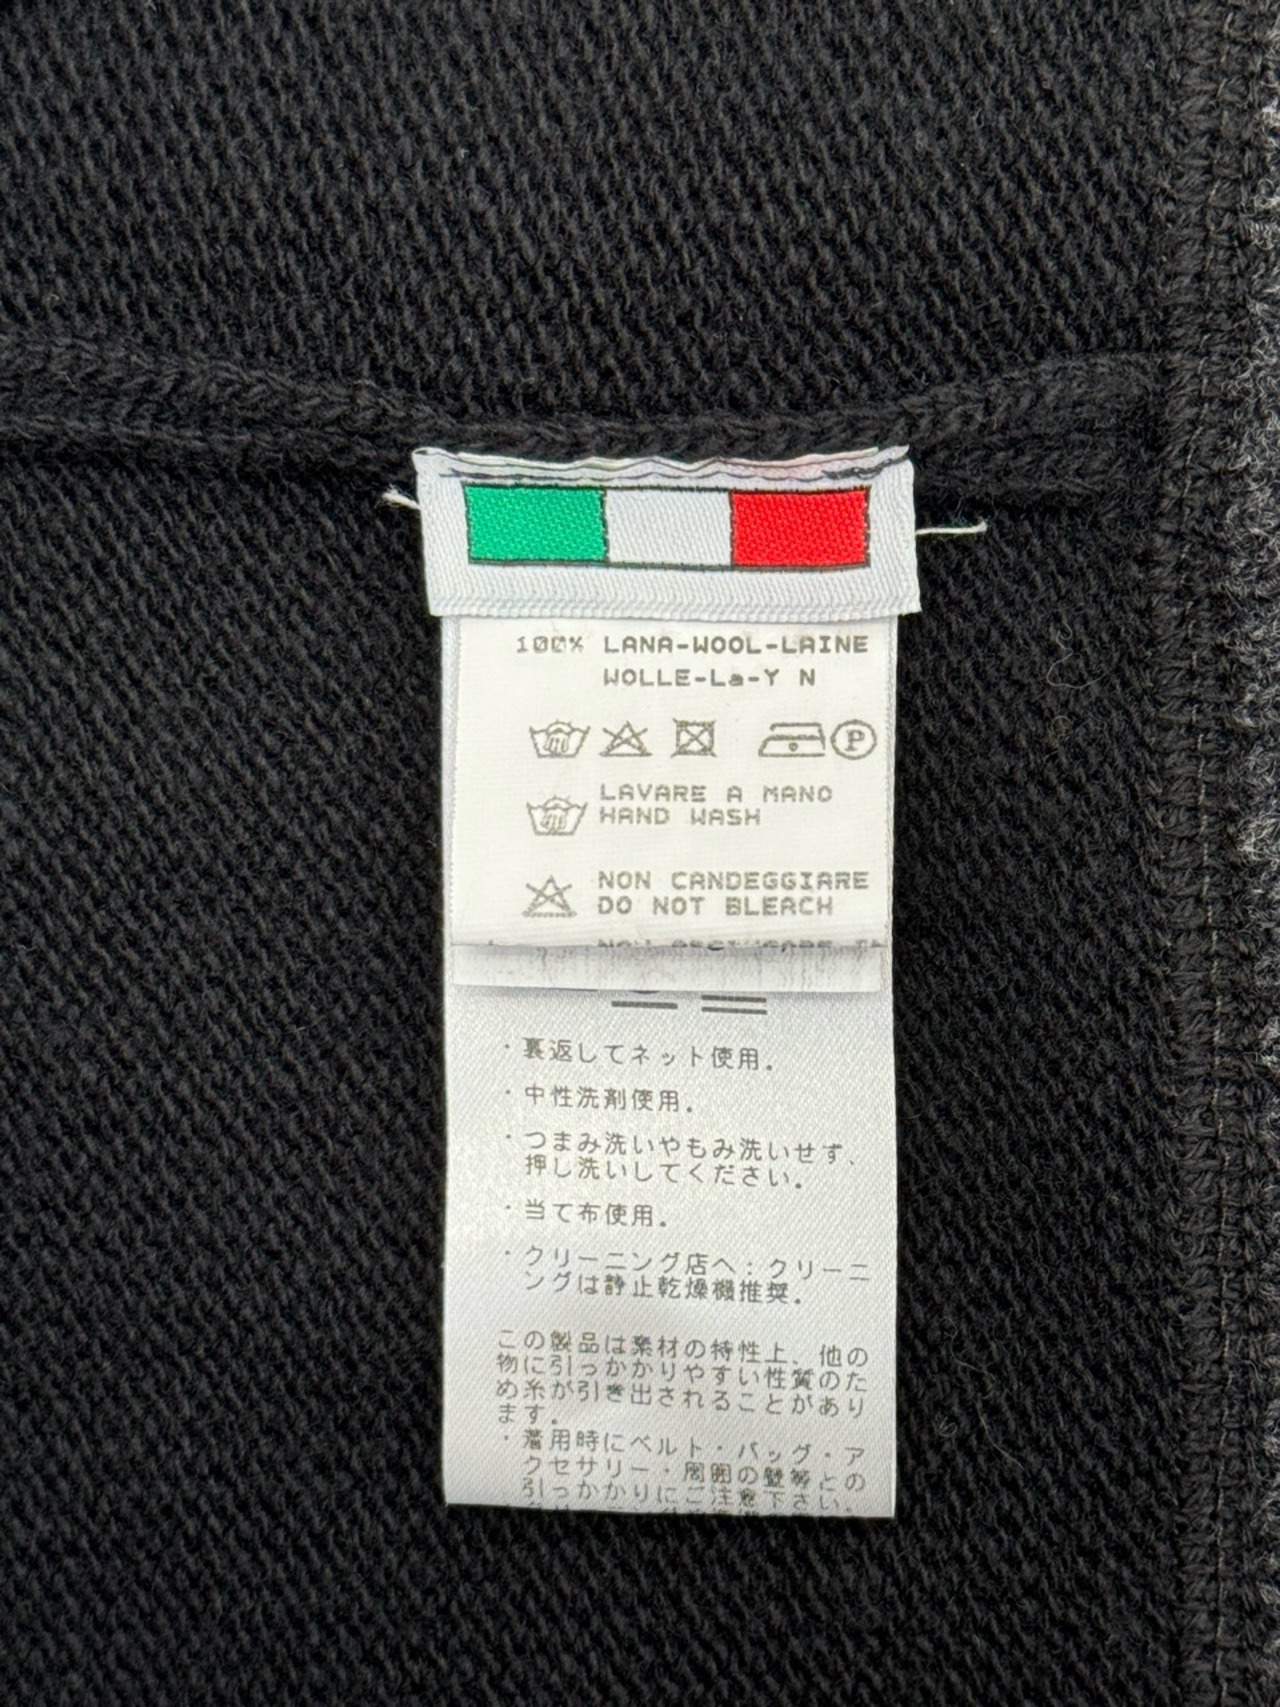 100% LANA-WOOL-LAINE
WOLLE-La-Y N
P
LAVARE A MANO
HAND WASH
NON CANDEGGIARE
DO NOT BLEACH
・裏返してネット使用。
・中性洗剤使用。
・つまみ洗いやもみ洗いせず、
押し洗いしてください。
・当て布使用。
・クリーニング店へ：クリーニ
ングは静止乾燥機推奨。
この製品は素材の特性上、他の
物に引っかかりやすい性質のた
め糸が引き出されることがあり
ます。
・着用時にベルト・バッグ・ア
クセサリー・周囲の壁等との
引っかかりにご注意下さい。